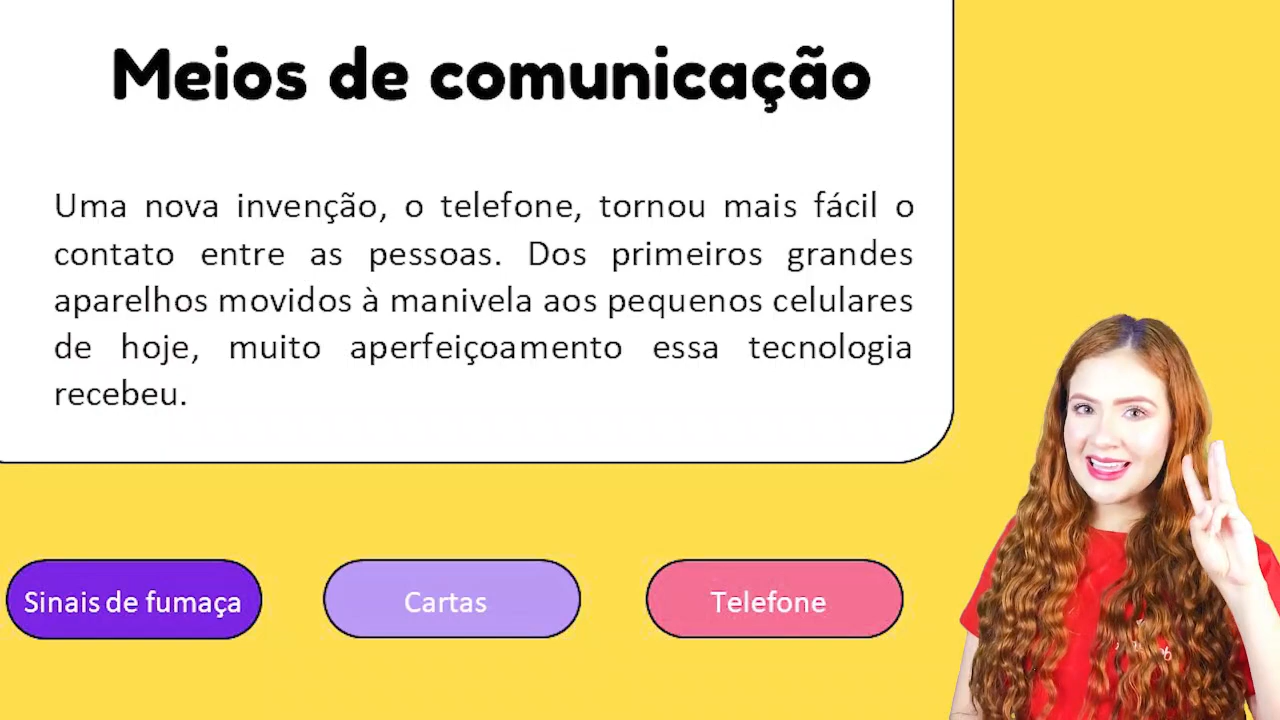 Meios de comunicação
Uma nova invenção, o telefone, tornou mais fácil o
contato entre as pessoas. Dos primeiros grandes
aparelhos movidos à manivela aos pequenos celulares
de hoje, muito aperfeiçoamento essa tecnologia
recebeu.
Sinais de fumaça
Cartas
Telefone